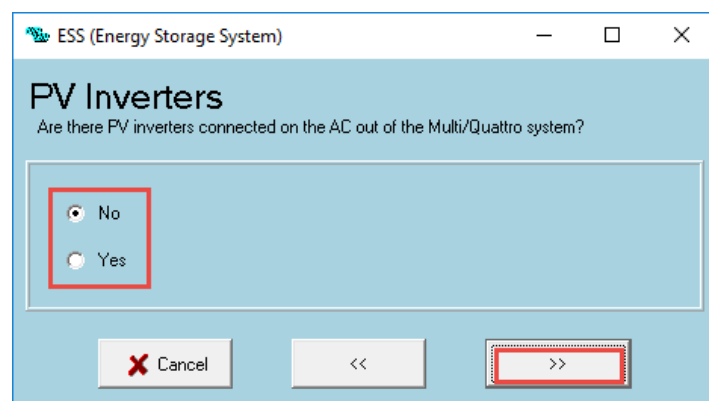 ESS (Energy Storage System)
PV Inverters
Are there PV inverters connected on the AC out of the Multi/Quattro system?
No
Yes
Cancel
<<
>>